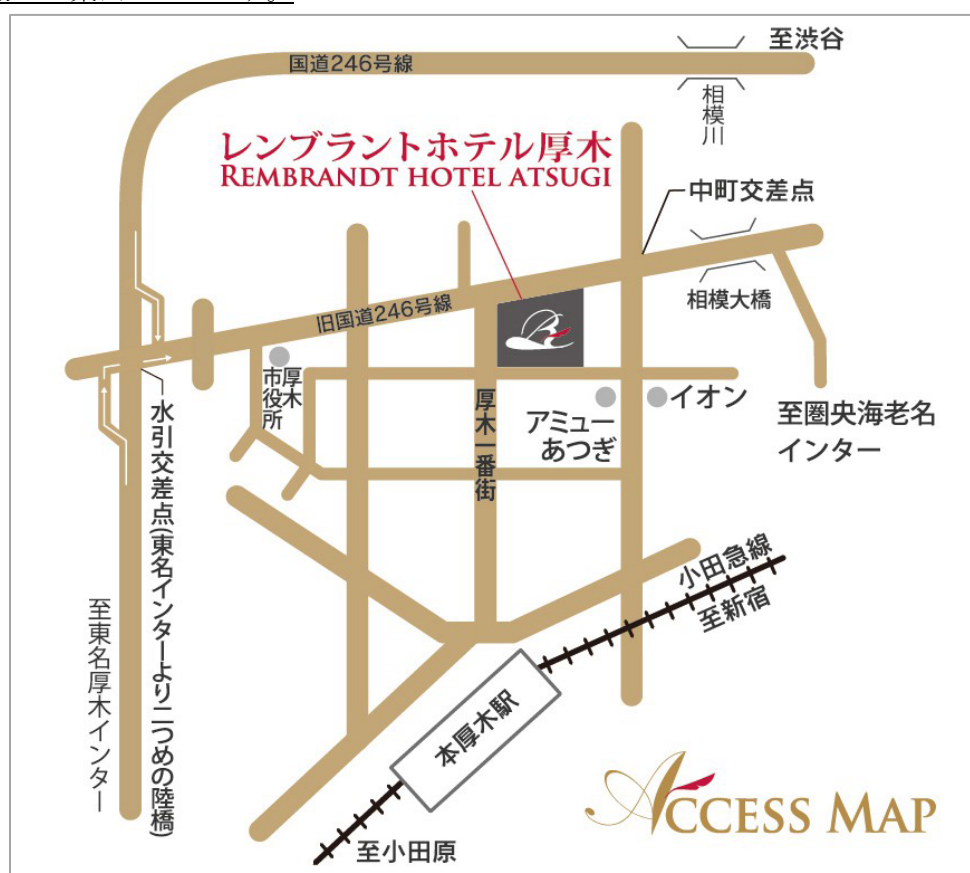 至渋谷
国道246号線
相模川
レンブラントホテル厚木
REMBRANDT HOTEL ATSUGI
中町交差点
相模大橋
旧国道246号線
厚木
市役所
厚木一番街
アミュー
あつぎ
イオン
至圏央海老名
インター
水引交差点(東名インターより二つめの陸橋)
至東名厚木インター
小田急線
至新宿
本厚木駅
至小田原
ACCESS MAP